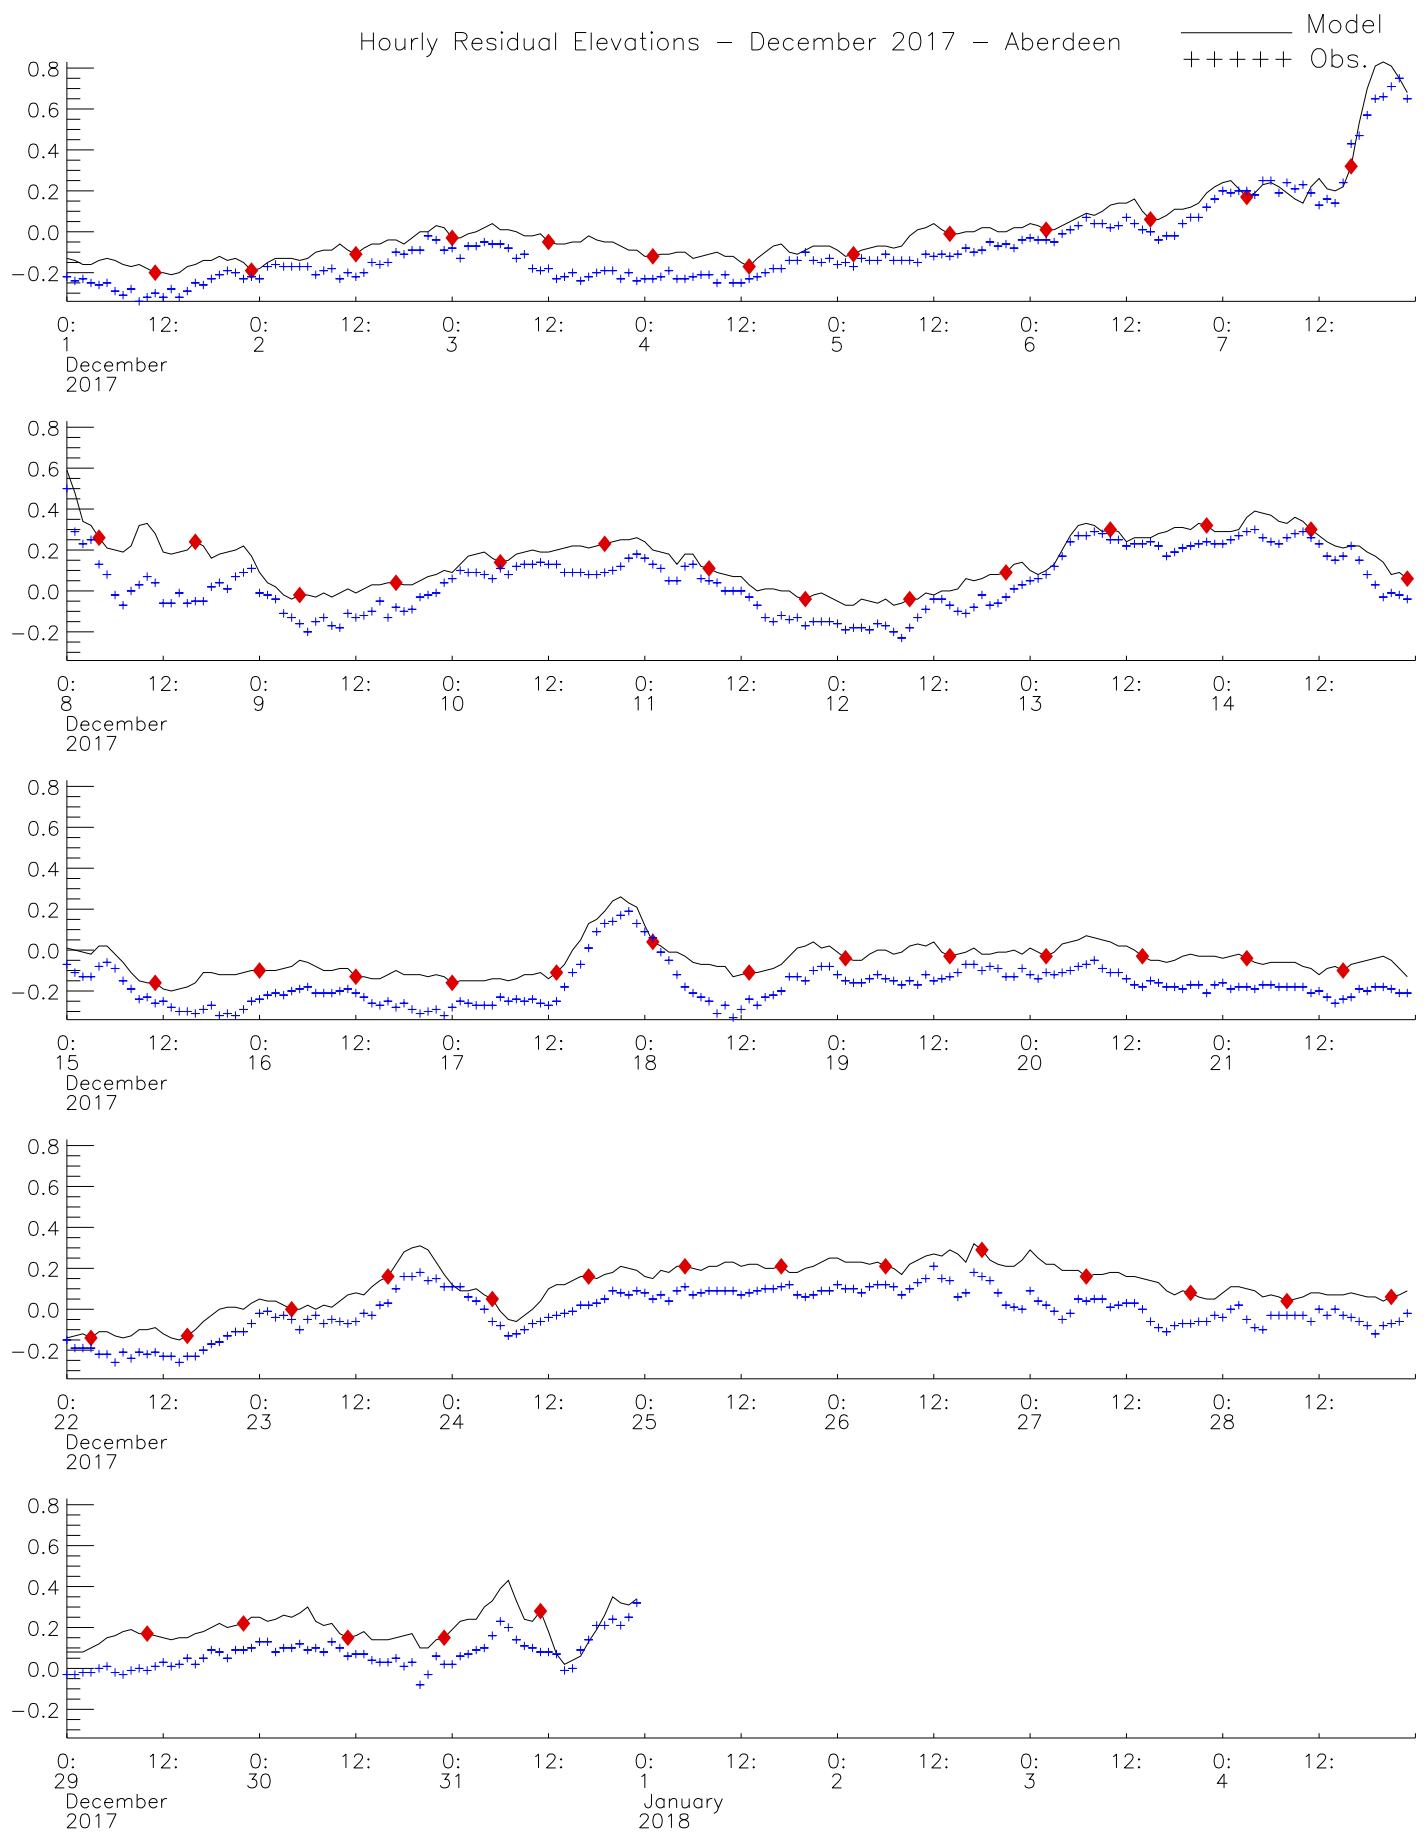 Hourly Residual Elevations – December 2017 – Aberdeen
Model
+++++ Obs.
0.8
0.6
0.4
0.2
0.0
−0.2
0: 12: 0: 12: 0: 12: 0: 12: 0: 12: 0: 12: 0: 12:
1 2 3 4 5 6 7
December
2017
0.8
0.6
0.4
0.2
0.0
−0.2
0: 12: 0: 12: 0: 12: 0: 12: 0: 12: 0: 12: 0: 12:
8 9 10 11 12 13 14
December
2017
0.8
0.6
0.4
0.2
0.0
−0.2
0: 12: 0: 12: 0: 12: 0: 12: 0: 12: 0: 12: 0: 12:
15 16 17 18 19 20 21
December
2017
0.8
0.6
0.4
0.2
0.0
−0.2
0: 12: 0: 12: 0: 12: 0: 12: 0: 12: 0: 12: 0: 12:
22 23 24 25 26 27 28
December
2017
0.8
0.6
0.4
0.2
0.0
−0.2
0: 12: 0: 12: 0: 12: 0: 12: 0: 12: 0: 12: 0: 12:
29 30 31 1 2 3 4
December January
2017 2018